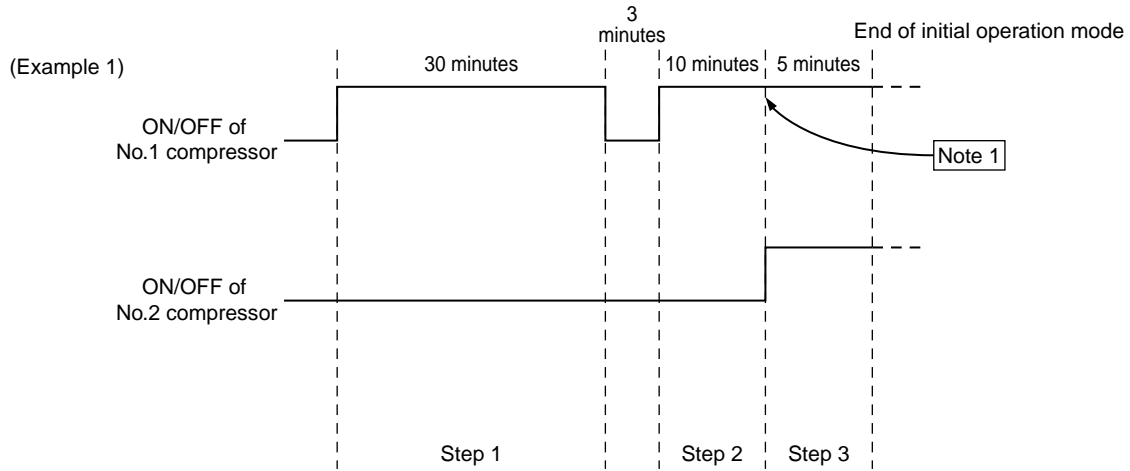 3
minutes
End of initial operation mode
(Example 1)
30 minutes
10 minutes
5 minutes
ON/OFF of
No.1 compressor
Note 1
ON/OFF of
No.2 compressor
Step 1
Step 2
Step 3